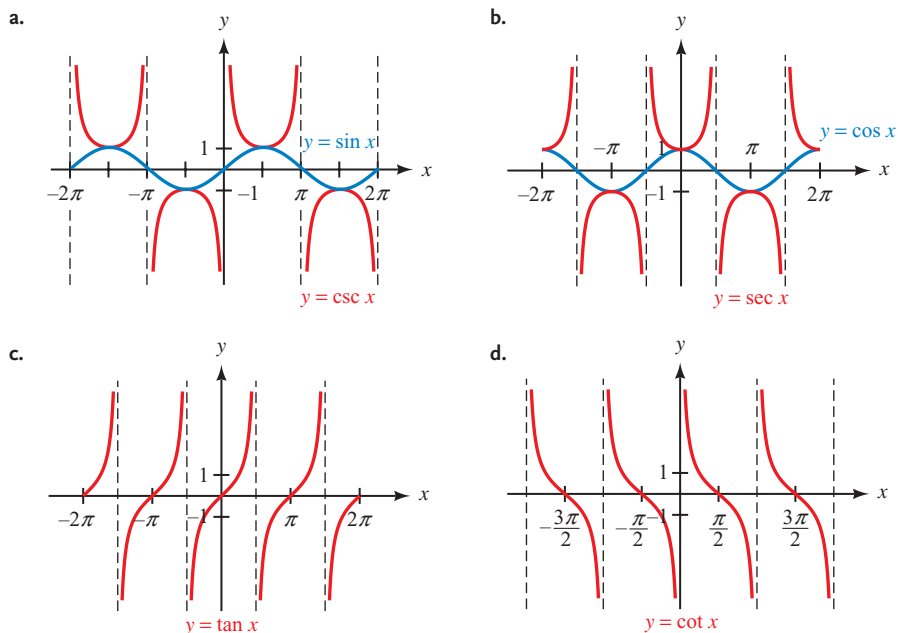 a.
y
y = sin x
1
x
−2π −π −1 π 2π
y = csc x
b.
y
y = cos x
−π 1 π
x
−2π −1 2π
y = sec x
c.
y
1
x
−2π −π −1 π 2π
y = tan x
d.
y
1
x
−3π/2 −π/2 −1 π/2 3π/2
y = cot x